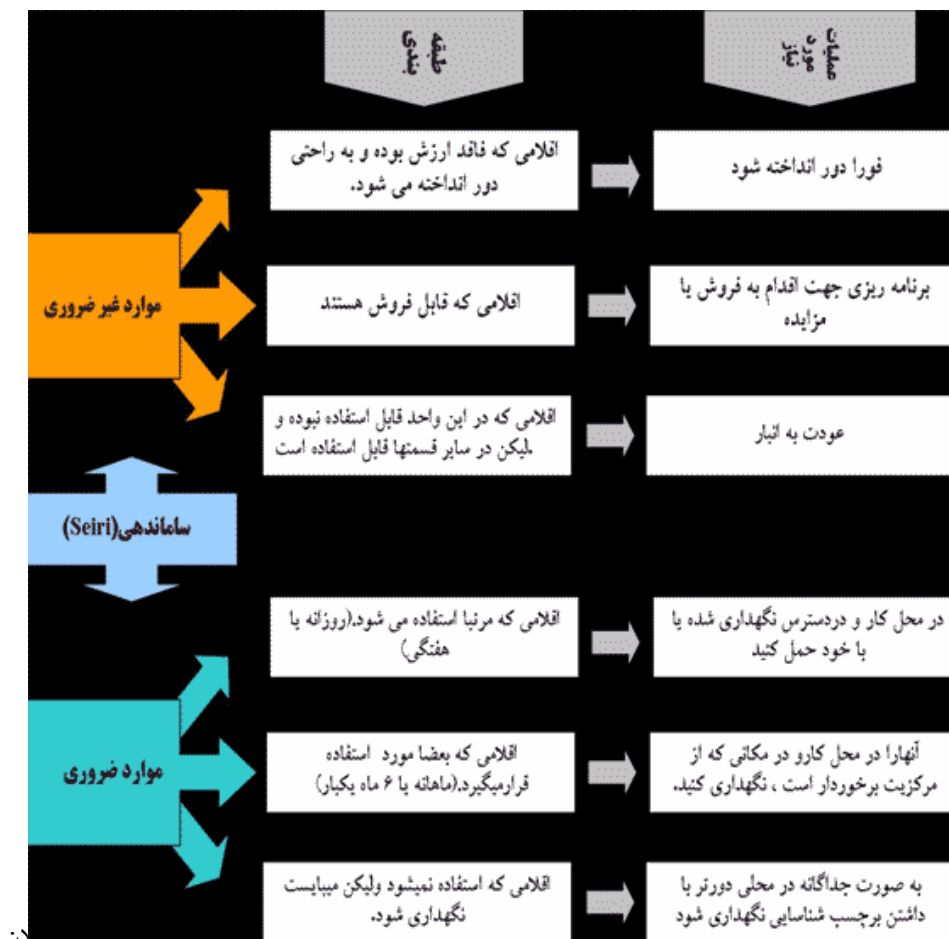 طبقه
بندی
عملیات
مورد
نیاز
اقلامی که فاقد ارزش بوده و به راحتی
دور انداخته می شود.
فورا دور انداخته شود
موارد غیر ضروری
اقلامی که قابل فروش هستند
برنامه ریزی جهت اقدام به فروش یا
مزایده
اقلامی که در این واحد قابل استفاده نبوده و
.لیکن در سایر قسمتها قابل استفاده است
عودت به انبار
ساماندهی(Seiri)
اقلامی که مرتبا استفاده می شود.(روزانه یا
هفتگی)
در محل کار و دردسترس نگهداری شده یا
با خود حمل کنید
موارد ضروری
اقلامی که بعضا مورد استفاده
قرارمیگیرد.(ماهانه یا ۶ ماه یکبار)
آنهارا در محل کارو در مکانی که از
مرکزیت برخوردار است ، نگهداری کنید.
اقلامی که استفاده نمیشود ولیکن میبایست
نگهداری شود.
به صورت جداگانه در محلی دورتر با
داشتن برچسب شناسایی نگهداری شود